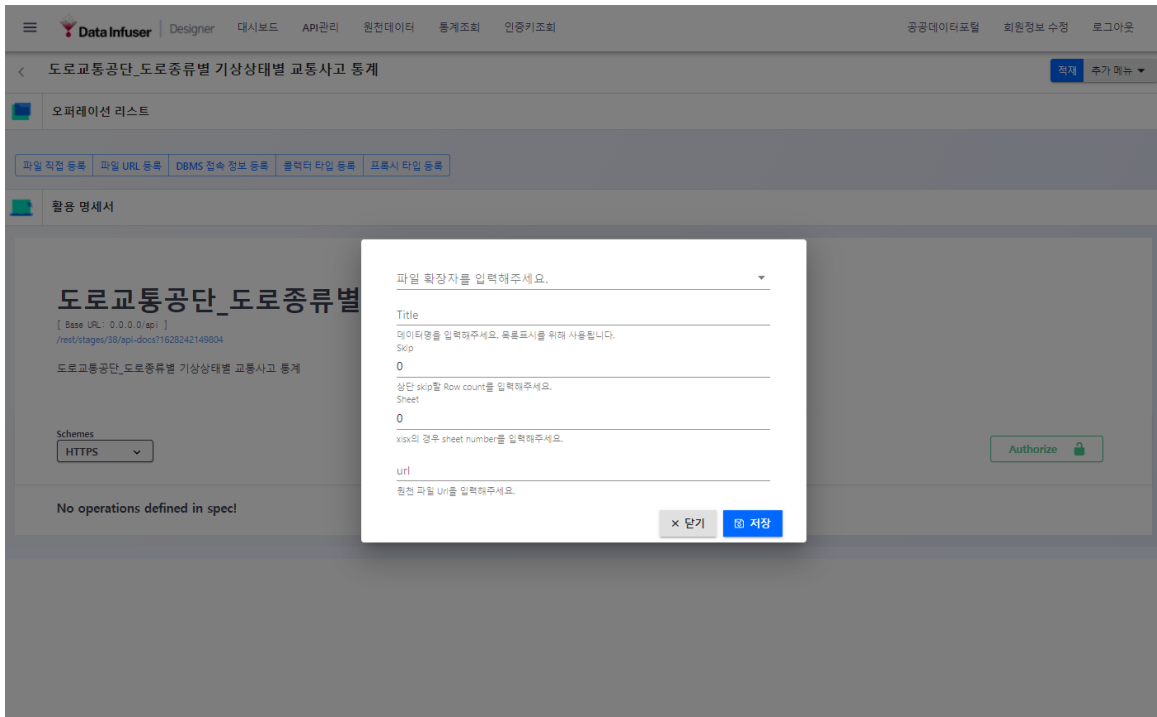 Data Infuser Designer 대시보드 API관리 원전데이터 통계조회 인증키조회 공공데이터포털 회원정보 수정 로그아웃
도로교통공단_도로종류별 기상상태별 교통사고 통계 적재 추가 메뉴
오퍼레이션 리스트
파일 직접 등록 파일 URL 등록 DBMS 접속 정보 등록 콜렉터 타입 등록 프록시 타입 등록
활용 명세서
도로교통공단_도로종류별
[ Base URL: 0.0.0.0/api ]
/rest/stages/38/api-docs?1628242149804
도로교통공단_도로종류별 기상상태별 교통사고 통계
Schemes
HTTPS
Authorize
No operations defined in spec!
파일 확장자를 입력해주세요.
Title
데이터명을 입력해주세요. 목록표시를 위해 사용됩니다.
Skip
0
상단 skip할 Row count를 입력해주세요.
Sheet
0
xlsx의 경우 sheet number를 입력해주세요.
url
원천 파일 Url을 입력해주세요.
× 닫기 저장